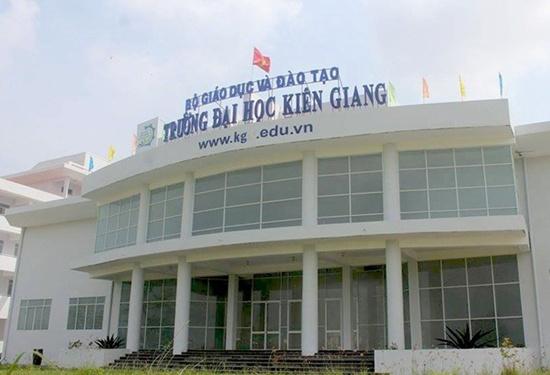 BỘ GIÁO DỤC VÀ ĐÀO TẠO
TRƯỜNG ĐẠI HỌC KIÊN GIANG
www.kg .edu.vn